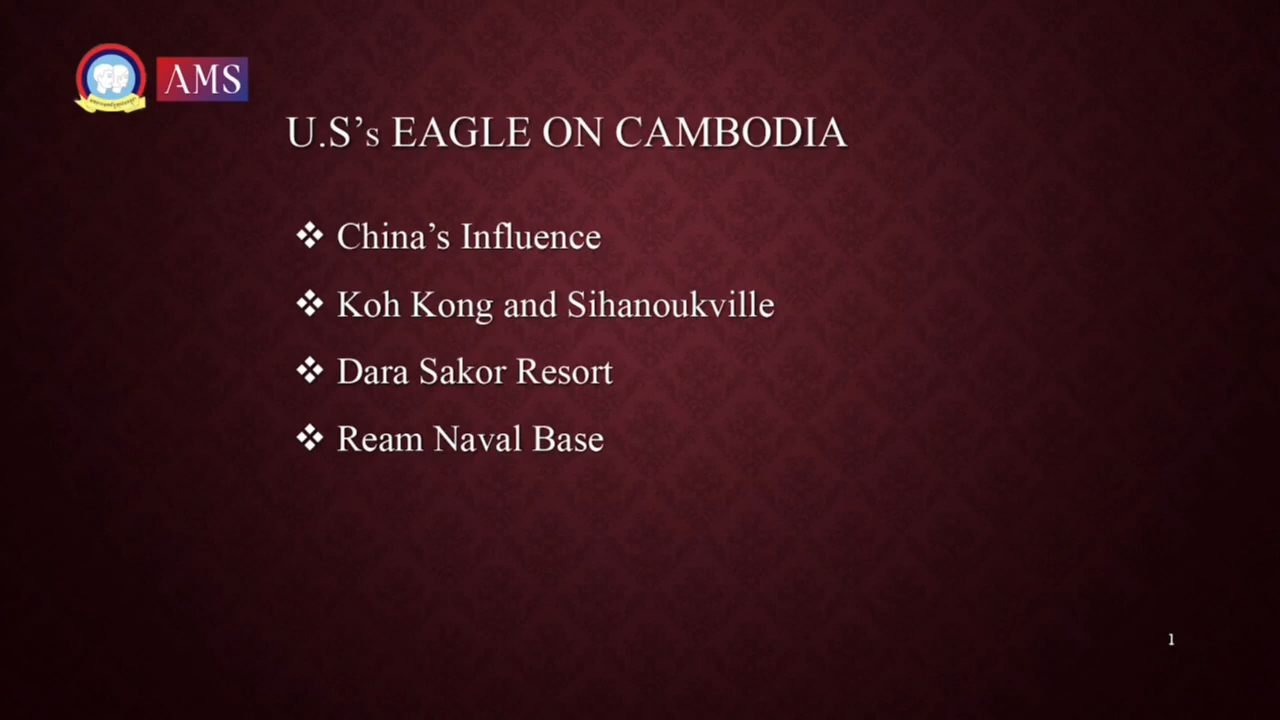 AMS
U.S’s EAGLE ON CAMBODIA
❖ China’s Influence
❖ Koh Kong and Sihanoukville
❖ Dara Sakor Resort
❖ Ream Naval Base
1